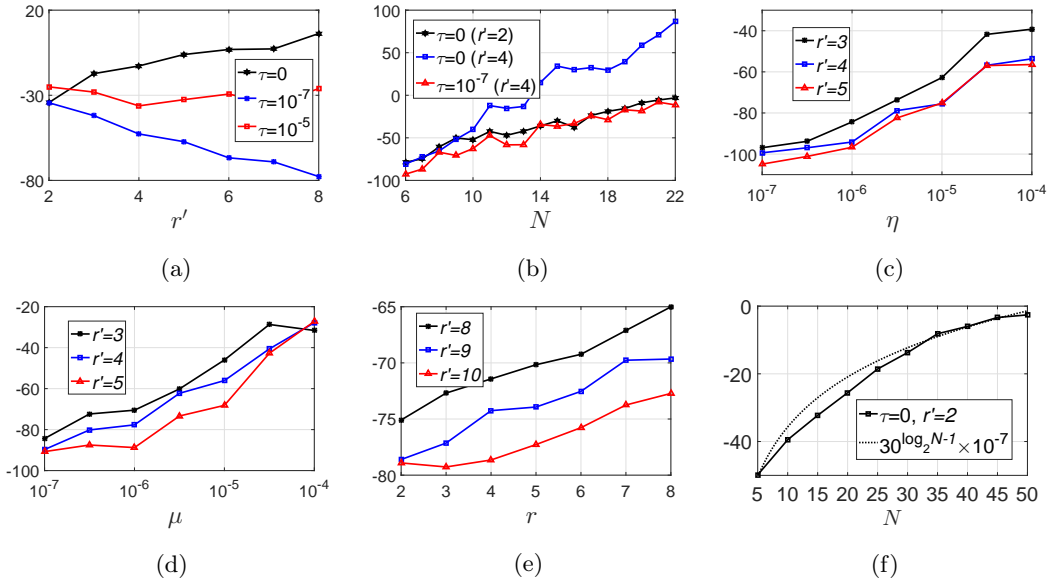 20
-30
-80
2
4
6
8
r′
τ=0
τ=10⁻⁷
τ=10⁻⁵
(a)
100
50
0
-50
-100
6
10
14
18
22
N
τ=0 (r'=2)
τ=0 (r'=4)
τ=10⁻⁷ (r'=4)
(b)
-40
-60
-80
-100
10⁻⁷
10⁻⁶
10⁻⁵
10⁻⁴
η
r'=3
r'=4
r'=5
(c)
-20
-40
-60
-80
-100
10⁻⁷
10⁻⁶
10⁻⁵
10⁻⁴
μ
r'=3
r'=4
r'=5
(d)
-65
-70
-75
-80
2
3
4
5
6
7
8
r
r'=8
r'=9
r'=10
(e)
0
-20
-40
5
10
15
20
25
30
35
40
45
50
N
τ=0, r'=2
30^(log₂N-1)×10⁻⁷
(f)